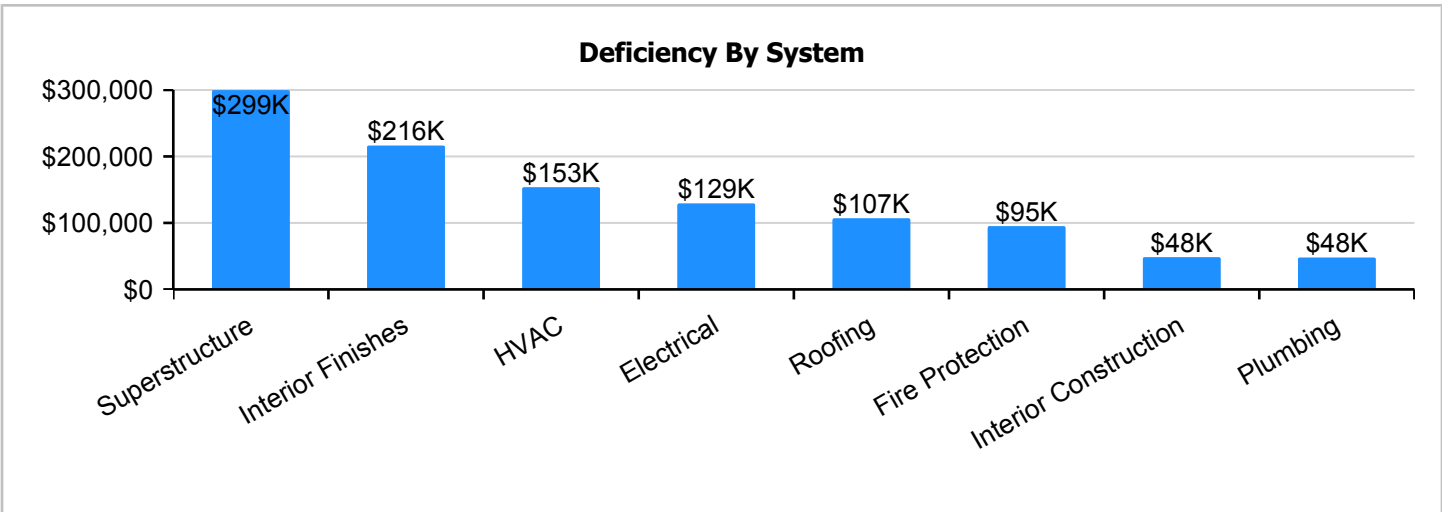 Deficiency By System
$300,000
$200,000
$100,000
$0
$299K
$216K
$153K
$129K
$107K
$95K
$48K
$48K
Superstructure
Interior Finishes
HVAC
Electrical
Roofing
Fire Protection
Interior Construction
Plumbing